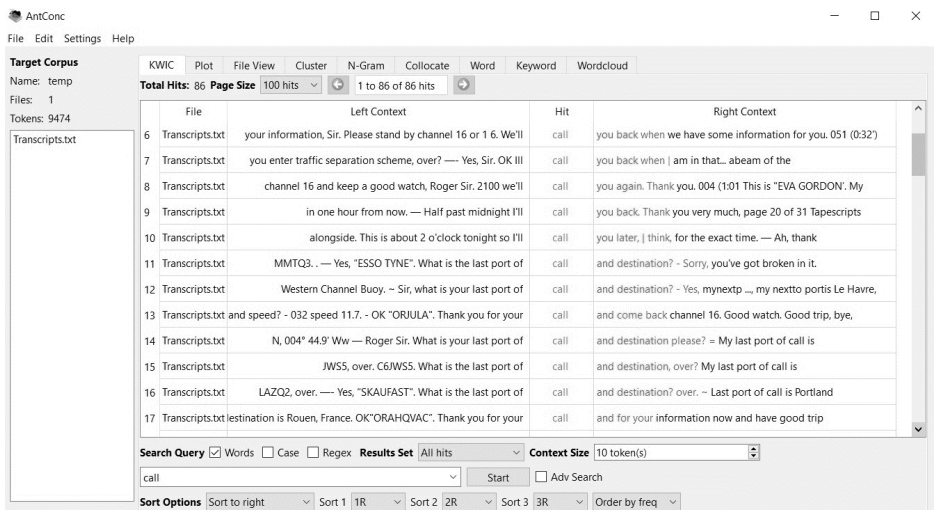 AntConc
File Edit Settings Help
Target Corpus
Name: temp
Files: 1
Tokens: 9474
Transcripts.txt
KWIC Plot File View Cluster N-Gram Collocate Word Keyword Wordcloud
Total Hits: 86 Page Size 100 hits 1 to 86 of 86 hits
File Left Context Hit Right Context
6 Transcripts.txt your information, Sir. Please stand by channel 16 or 1 6. We'll call you back when we have some information for you. 051 (0:32')
7 Transcripts.txt you enter traffic separation scheme, over? —- Yes, Sir. OK III call you back when | am in that... abeam of the
8 Transcripts.txt channel 16 and keep a good watch, Roger Sir. 2100 we'll call you again. Thank you. 004 (1:01 This is "EVA GORDON'. My
9 Transcripts.txt in one hour from now. — Half past midnight I'll call you back. Thank you very much, page 20 of 31 Tapescripts
10 Transcripts.txt alongside. This is about 2 o'clock tonight so I'll call you later, | think, for the exact time. — Ah, thank
11 Transcripts.txt MMTQ3. . — Yes, "ESSO TYNE". What is the last port of call and destination? - Sorry, you've got broken in it.
12 Transcripts.txt Western Channel Buoy. ~ Sir, what is your last port of call and destination? - Yes, mynextp ..., my nextto portis Le Havre,
13 Transcripts.txt and speed? - 032 speed 11.7. - OK "ORJULA". Thank you for your call and come back channel 16. Good watch. Good trip, bye,
14 Transcripts.txt N, 004° 44.9' Ww — Roger Sir. What is your last port of call and destination please? = My last port of call is
15 Transcripts.txt JWS5, over. C6JWS5. What is the last port of call and destination, over? My last port of call is
16 Transcripts.txt LAZQ2, over. —- Yes, "SKAUFAST". What is the last port of call and destination? over. ~ Last port of call is Portland
17 Transcripts.txt destination is Rouen, France. OK"ORAHQVAC". Thank you for your call and for your information now and have good trip
Search Query Words Case Regex Results Set All hits Context Size 10 token(s)
call Start Adv Search
Sort Options Sort to right Sort 1 1R Sort 2 2R Sort 3 3R Order by freq